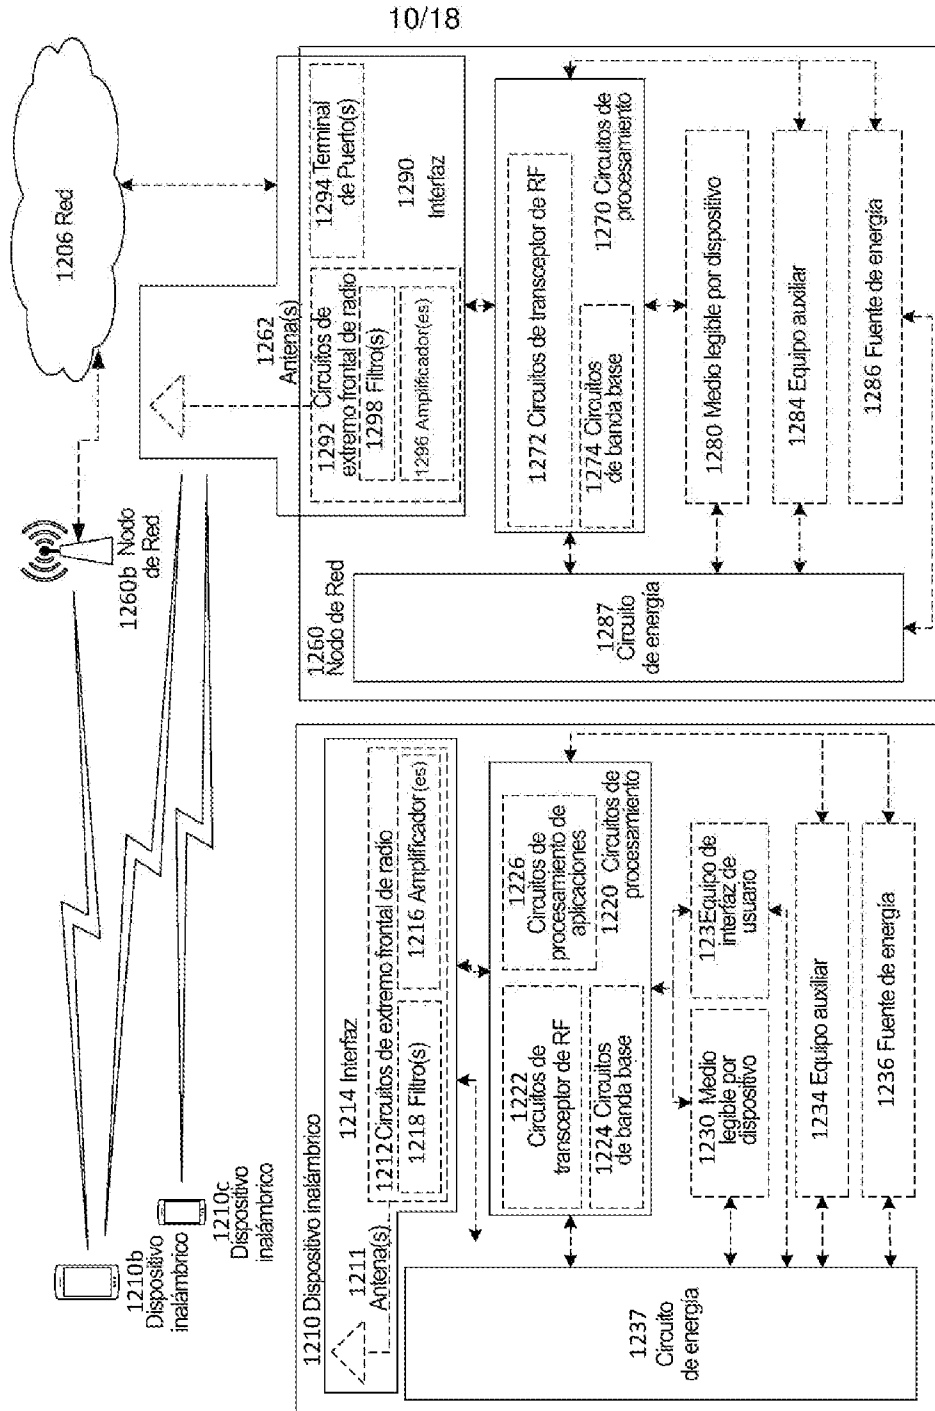 10/18
1206 Red
1260b Nodo
de Red
1210b
Dispositivo
inalámbrico
1210c
Dispositivo
inalámbrico
1260
Nodo de Red
1262
Antena(s)
1292 Circuitos de
extremo frontal de radio
1298 Filtro(s)
1296 Amplificador(es)
1294 Terminal
de Puerto(s)
1290
Interfaz
1272 Circuitos de transceptor de RF
1274 Circuitos
de banda base
1270 Circuitos de
procesamiento
1280 Medio legible por dispositivo
1284 Equipo auxiliar
1286 Fuente de energía
1287
Circuito
de energía
1210 Dispositivo inalámbrico
1211
Antena(s)
1214 Interfaz
1212 Circuitos de extremo frontal de radio
1218 Filtro(s)
1216 Amplificador(es)
1222
Circuitos de
transceptor de RF
1224 Circuitos
de banda base
1226
Circuitos de
procesamiento de
aplicaciones
1220 Circuitos de
procesamiento
1230 Medio
legible por
dispositivo
123Equipo de
interfaz de
usuario
1234 Equipo auxiliar
1236 Fuente de energía
1237
Circuito
de energía